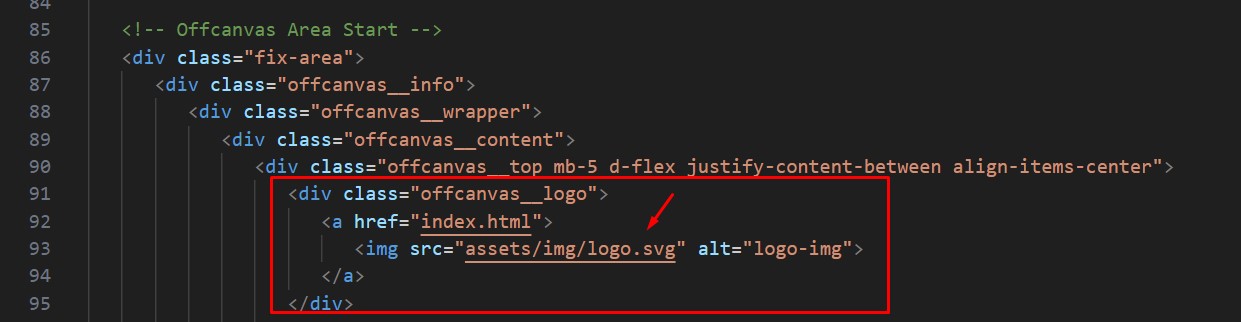 84
85 <!-- Offcanvas Area Start -->
86 <div class="fix-area">
87 <div class="offcanvas__info">
88 <div class="offcanvas__wrapper">
89 <div class="offcanvas__content">
90 <div class="offcanvas__top mb-5 d-flex justify-content-between align-items-center">
91 <div class="offcanvas__logo">
92 <a href="index.html">
93 <img src="assets/img/logo.svg" alt="logo-img">
94 </a>
95 </div>